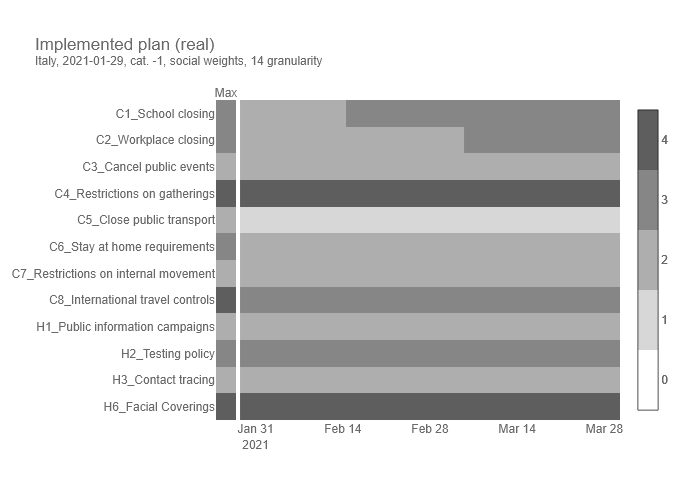 Implemented plan (real)
Italy, 2021-01-29, cat. -1, social weights, 14 granularity
Max
C1_School closing
C2_Workplace closing
C3_Cancel public events
C4_Restrictions on gatherings
C5_Close public transport
C6_Stay at home requirements
C7_Restrictions on internal movement
C8_International travel controls
H1_Public information campaigns
H2_Testing policy
H3_Contact tracing
H6_Facial Coverings
Jan 31 Feb 14 Feb 28 Mar 14 Mar 28
2021
4
3
2
1
0